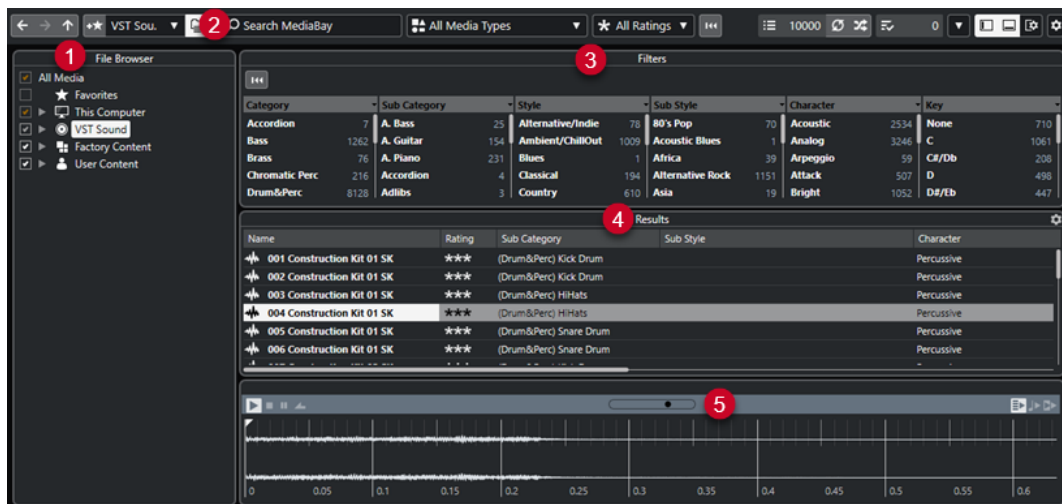 VST Sou. 2 Search MediaBay All Media Types All Ratings 10000 0
1 File Browser
All Media
Favorites
This Computer
VST Sound
Factory Content
User Content
3 Filters
Category Sub Category Style Sub Style Character Key
Accordion 7 A. Bass 25 Alternative/Indie 78 80's Pop 70 Acoustic 2534 None 710
Bass 1262 A. Guitar 154 Ambient/ChillOut 1009 Acoustic Blues 1 Analog 3246 C 1061
Brass 76 A. Piano 231 Blues 1 Africa 39 Arpeggio 59 C#/Db 208
Chromatic Perc 216 Accordion 4 Classical 194 Alternative Rock 1151 Attack 507 D 498
Drum&Perc 8128 Adlibs 3 Country 610 Asia 19 Bright 1052 D#/Eb 447
4 Results
Name Rating Sub Category Sub Style Character
001 Construction Kit 01 SK (Drum&Perc) Kick Drum Percussive
002 Construction Kit 01 SK (Drum&Perc) Kick Drum Percussive
003 Construction Kit 01 SK (Drum&Perc) HiHats Percussive
004 Construction Kit 01 SK (Drum&Perc) HiHats Percussive
005 Construction Kit 01 SK (Drum&Perc) Snare Drum Percussive
006 Construction Kit 01 SK (Drum&Perc) Snare Drum Percussive
5
0 0.05 0.1 0.15 0.2 0.25 0.3 0.35 0.4 0.45 0.5 0.55 0.6